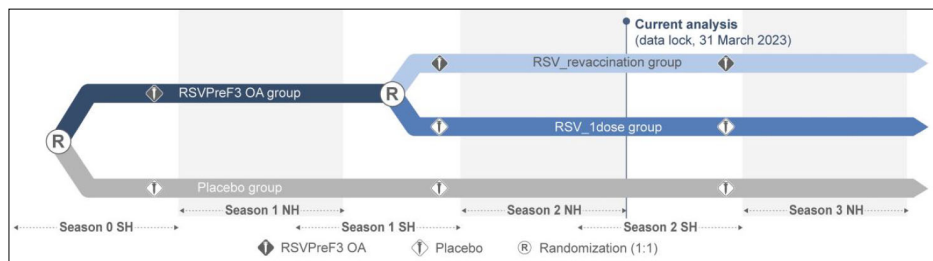 Current analysis
(data lock, 31 March 2023)
RSV_revaccination group
RSVPreF3 OA group
R
R
RSV_1dose group
Placebo group
Season 1 NH
Season 2 NH
Season 3 NH
Season 0 SH
Season 1 SH
Season 2 SH
RSVPreF3 OA
Placebo
R
Randomization (1:1)